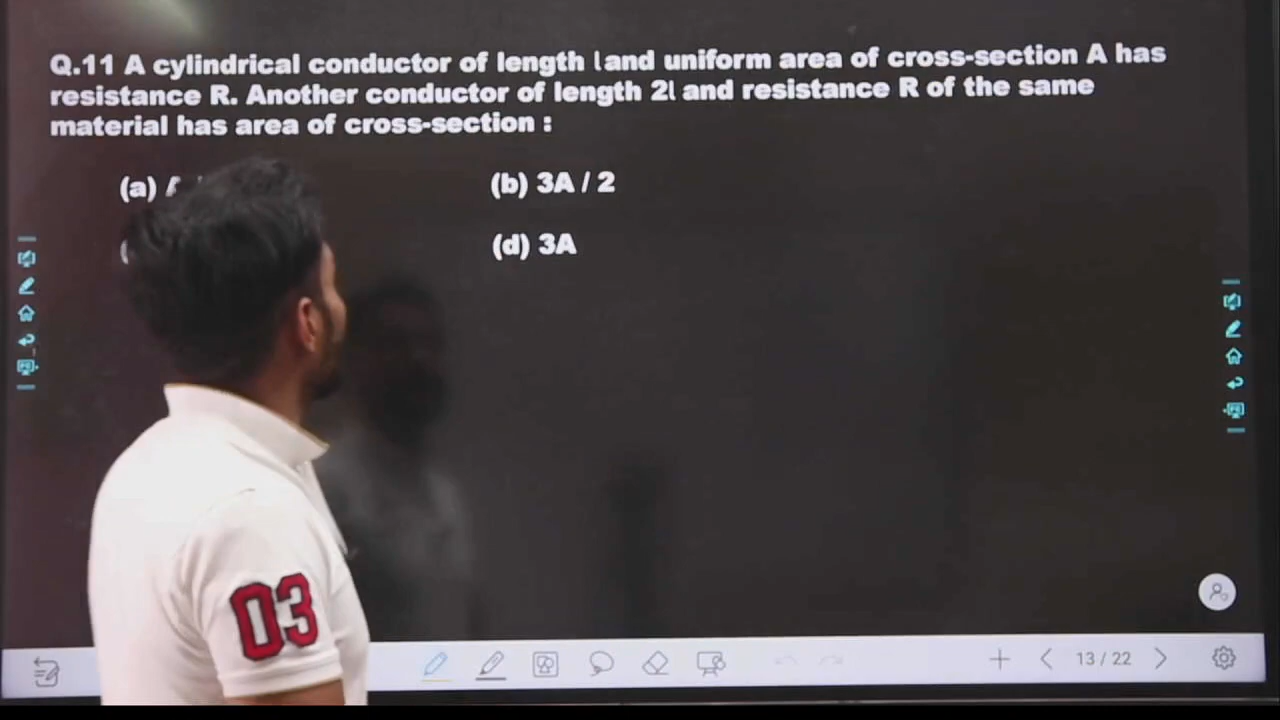 Q.11 A cylindrical conductor of length l and uniform area of cross-section A has
resistance R. Another conductor of length 2l and resistance R of the same
material has area of cross-section :
(a)
(b) 3A / 2
(d) 3A
03
13 / 22